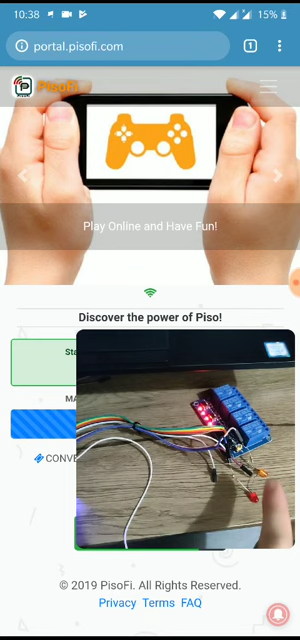 10:38
15%
portal.pisofi.com
1
PisoFi
Play Online and Have Fun!
Discover the power of Piso!
Sta
MA
CONVE
© 2019 PisoFi. All Rights Reserved.
Privacy Terms FAQ